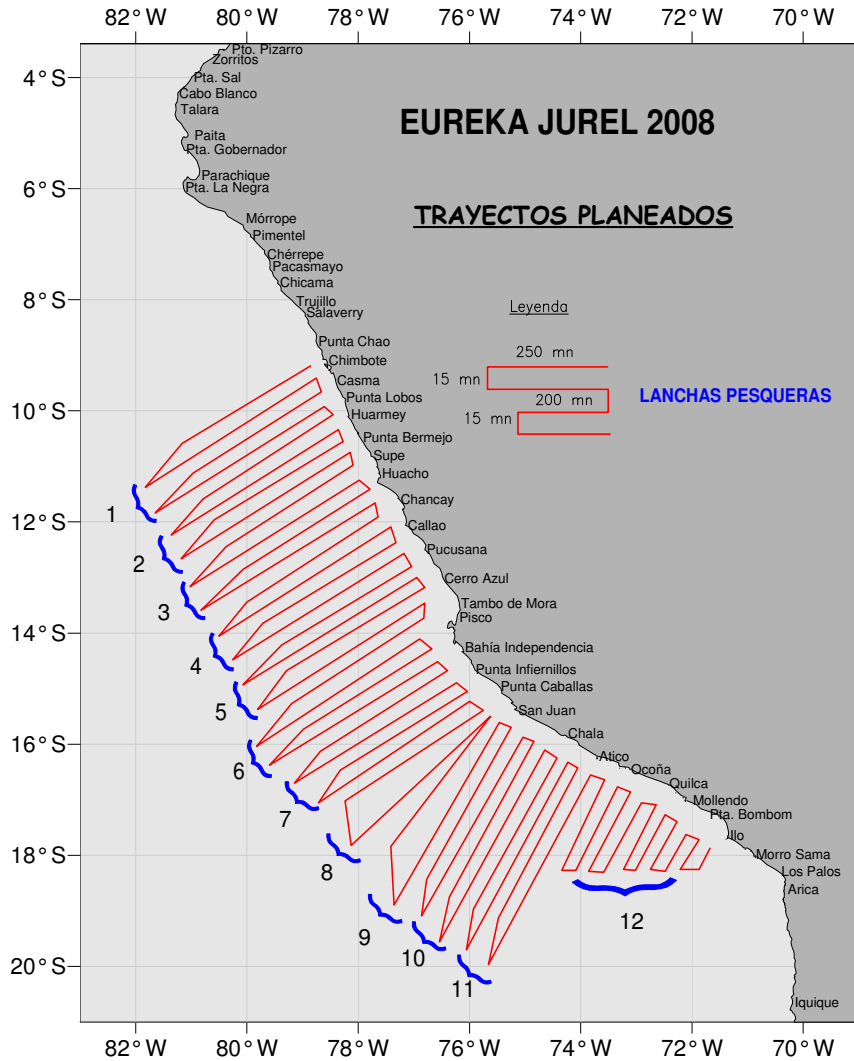 82°W 80°W 78°W 76°W 74°W 72°W 70°W
4°S
6°S
8°S
10°S
12°S
14°S
16°S
18°S
20°S
Pto. Pizarro
Zorritos
Pta. Sal
Cabo Blanco
Talara
Paita
Pta. Gobernador
Parachique
Pta. La Negra
Mórrope
Pimentel
Chérrepe
Pacasmayo
Chicama
Trujillo
Salaverry
Punta Chao
Chimbote
Casma
Punta Lobos
Huarmey
Punta Bermejo
Supe
Huacho
Chancay
Callao
Pucusana
Cerro Azul
Tambo de Mora
Pisco
Bahía Independencia
Punta Infiernillos
Punta Caballas
San Juan
Chala
Atico
Ocoña
Quilca
Mollendo
Pta. Bombom
Ilo
Morro Sama
Los Palos
Arica
Iquique
EUREKA JUREL 2008
TRAYECTOS PLANEADOS
Leyenda
250 mn
15 mn
200 mn
15 mn
LANCHAS PESQUERAS
1
2
3
4
5
6
7
8
9
10
11
12
82°W 80°W 78°W 76°W 74°W 72°W 70°W